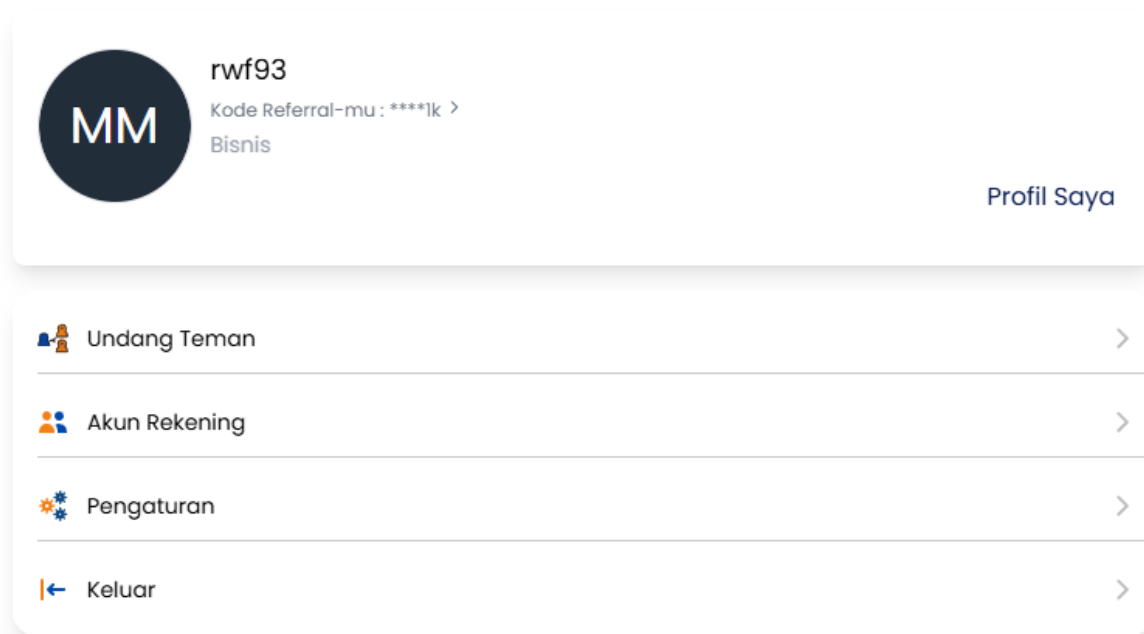 MM
rwf93
Kode Referral-mu : ****1k >
Bisnis
Profil Saya
Undang Teman
Akun Rekening
Pengaturan
Keluar